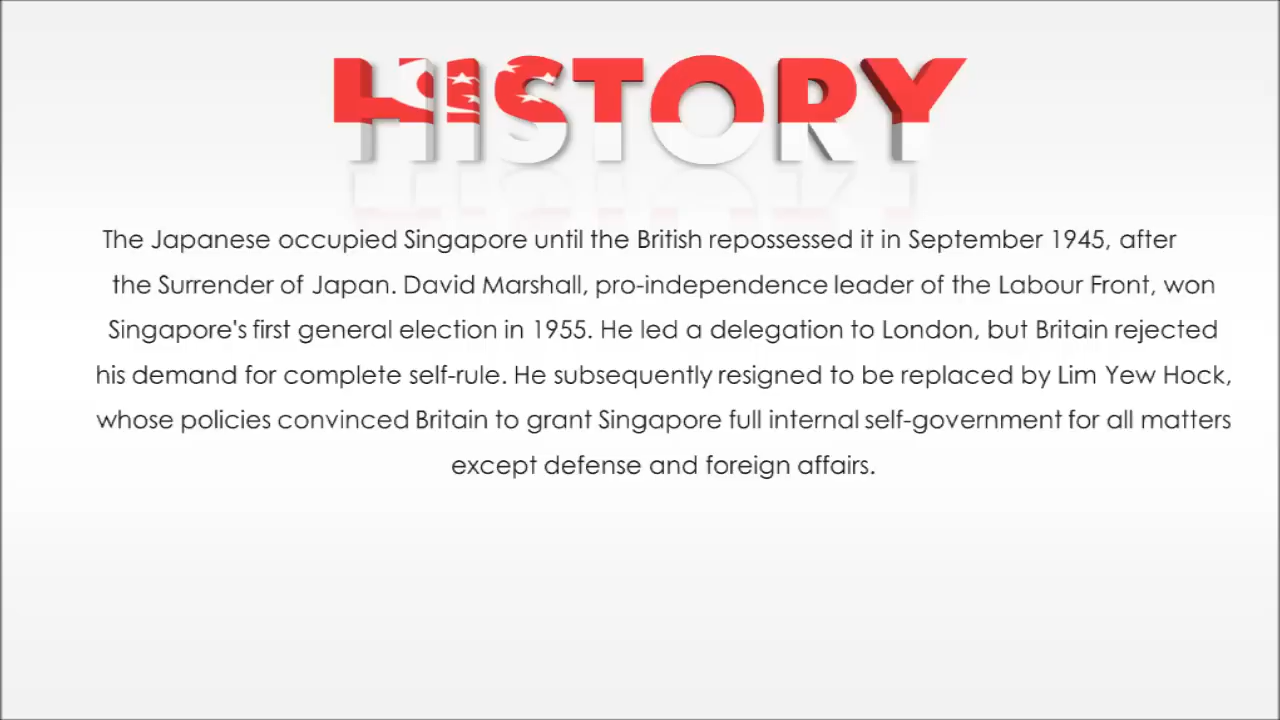 HISTORY
The Japanese occupied Singapore until the British repossessed it in September 1945, after
the Surrender of Japan. David Marshall, pro-independence leader of the Labour Front, won
Singapore's first general election in 1955. He led a delegation to London, but Britain rejected
his demand for complete self-rule. He subsequently resigned to be replaced by Lim Yew Hock,
whose policies convinced Britain to grant Singapore full internal self-government for all matters
except defense and foreign affairs.